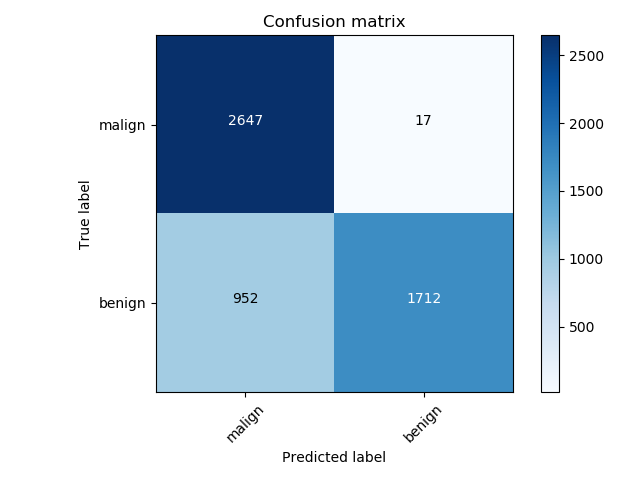 Confusion matrix
malign
2647
17
benign
952
1712
malign
benign
True label
Predicted label
2500
2000
1500
1000
500